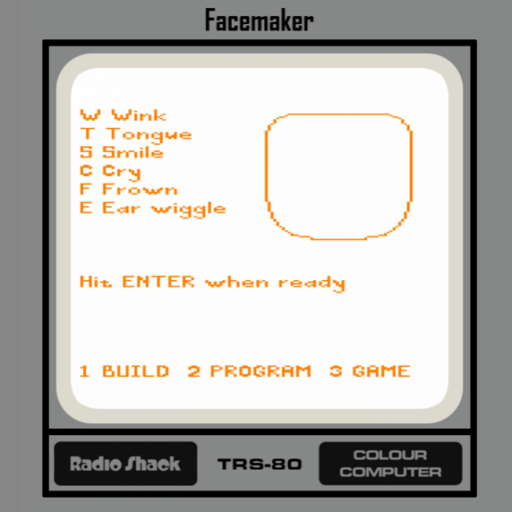 Facemaker
W Wink
T Tongue
S Smile
C Cry
F Frown
E Ear wiggle
Hit ENTER when ready
1 BUILD 2 PROGRAM 3 GAME
Radio Shack
TRS-80
COLOUR
COMPUTER